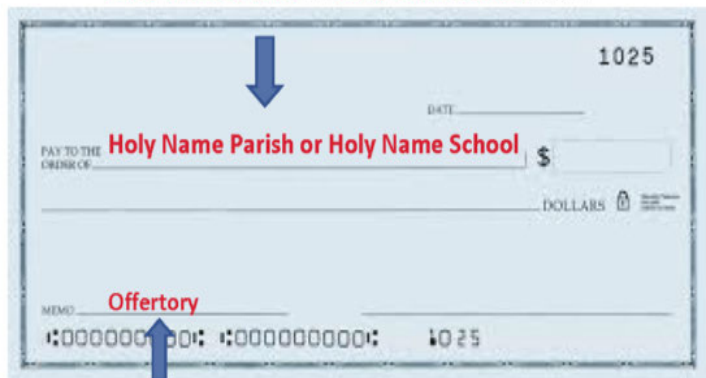 1025
DATE
PAY TO THE
ORDER OF Holy Name Parish or Holy Name School $
DOLLARS
MEMO Offertory
⑆000000000⑆ ⑆000000000⑆ 1025